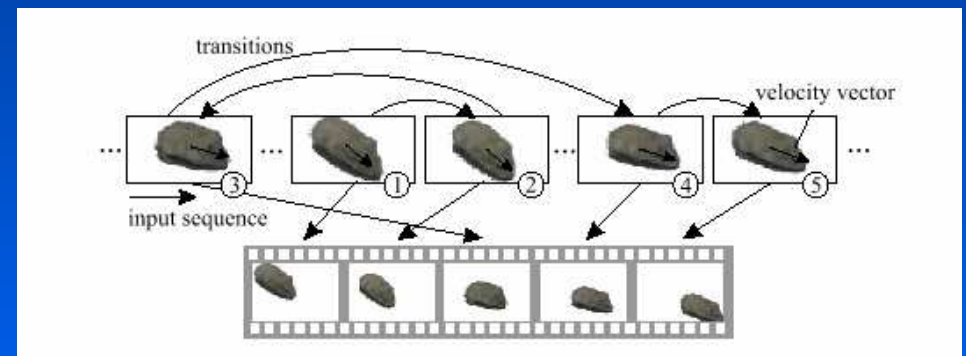 transitions
velocity vector
... ... ... ...
③ ① ② ④ ⑤
input sequence